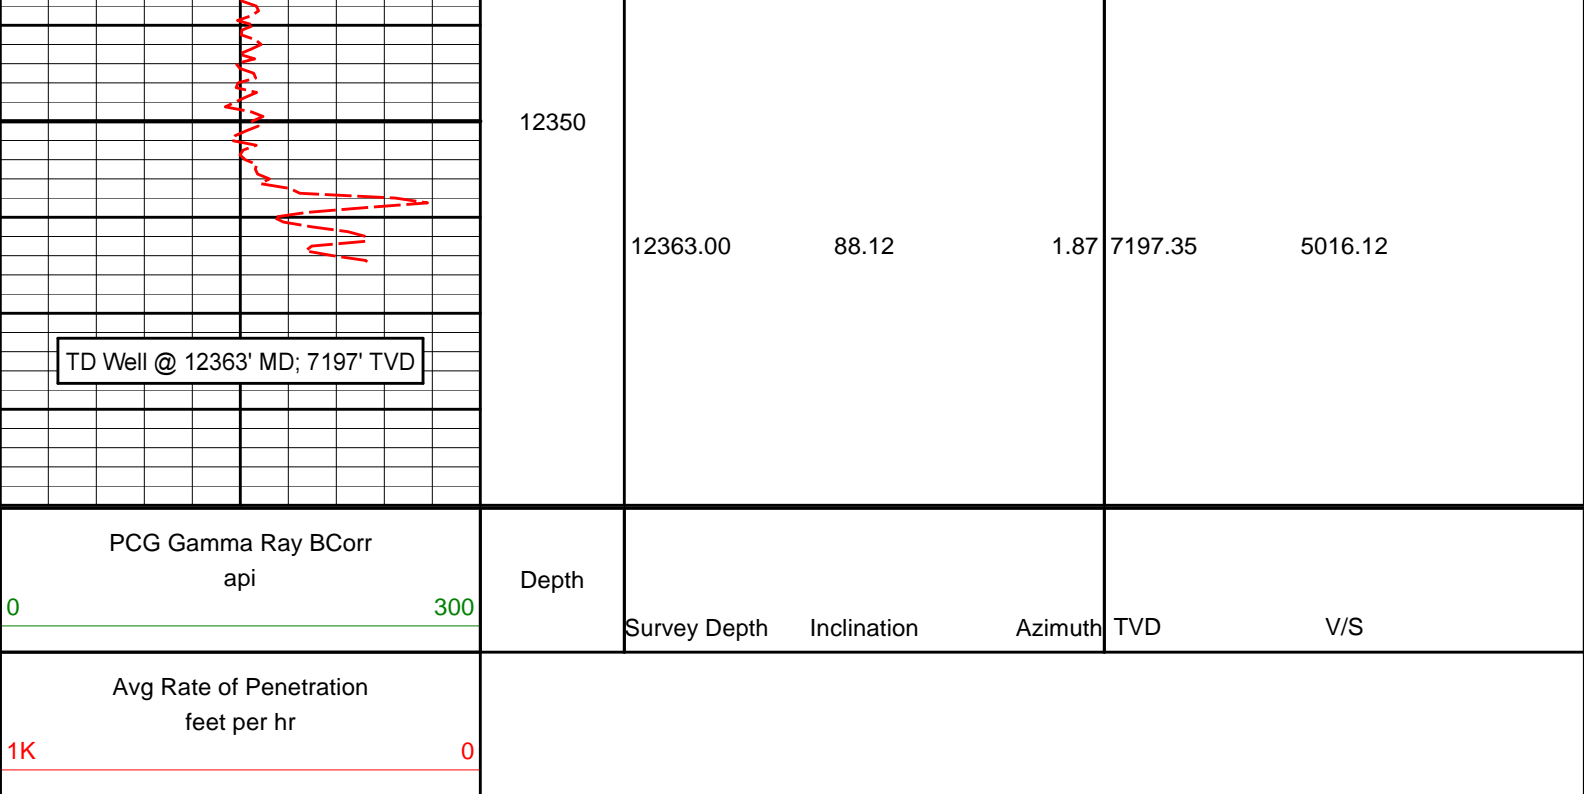 12350
12363.00 88.12 1.87 7197.35 5016.12
TD Well @ 12363' MD; 7197' TVD
PCG Gamma Ray BCorr
api
0 300
Depth
Survey Depth Inclination Azimuth TVD V/S
Avg Rate of Penetration
feet per hr
1K 0